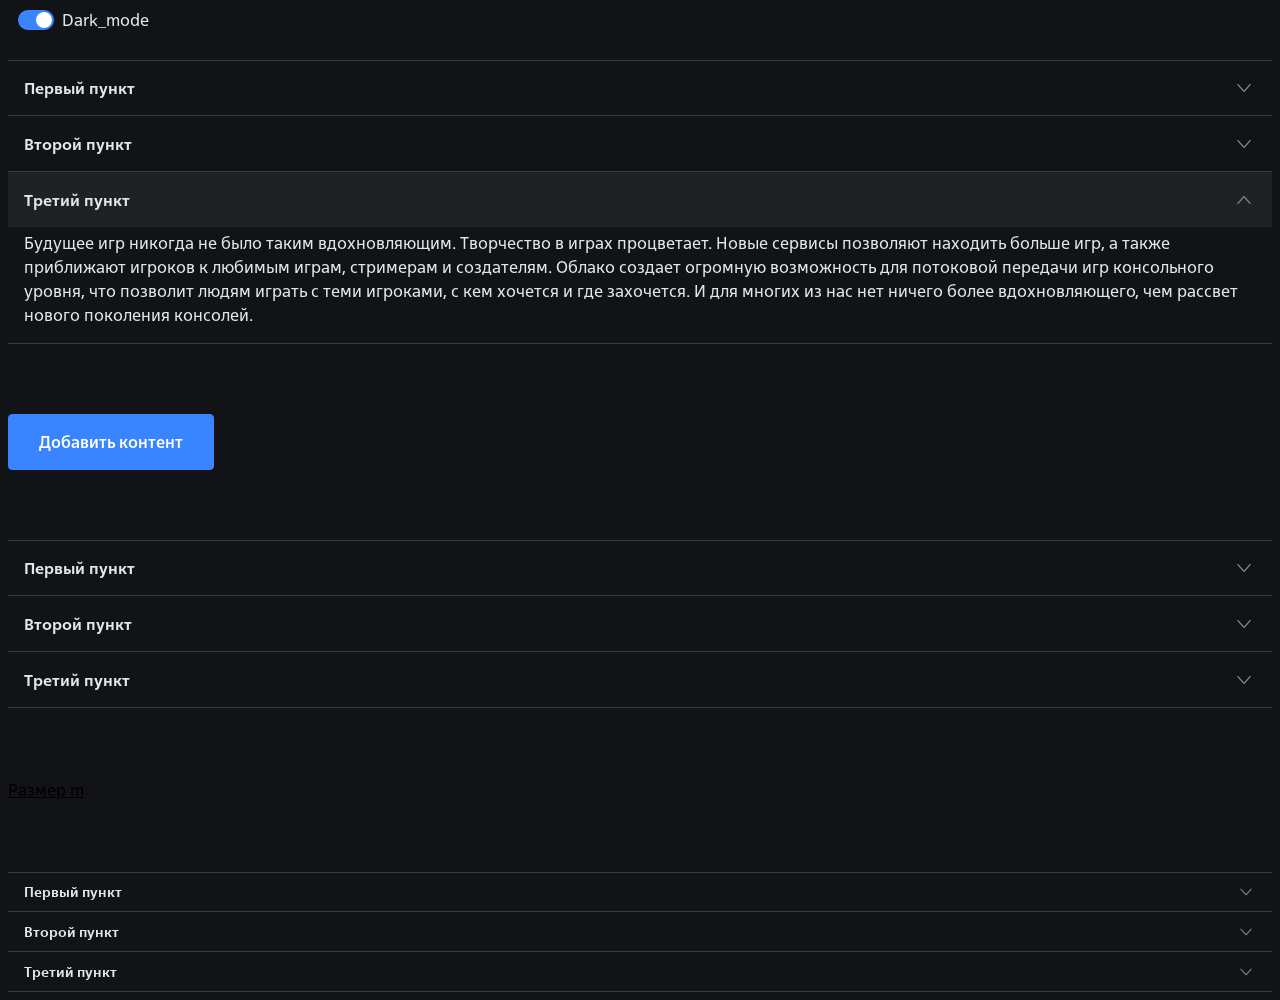 Dark_mode
Первый пункт
Второй пункт
Третий пункт
Будущее игр никогда не было таким вдохновляющим. Творчество в играх процветает. Новые сервисы позволяют находить больше игр, а также
приближают игроков к любимым играм, стримерам и создателям. Облако создает огромную возможность для потоковой передачи игр консольного
уровня, что позволит людям играть с теми игроками, с кем хочется и где захочется. И для многих из нас нет ничего более вдохновляющего, чем рассвет
нового поколения консолей.
Добавить контент
Первый пункт
Второй пункт
Третий пункт
Размер m
Первый пункт
Второй пункт
Третий пункт